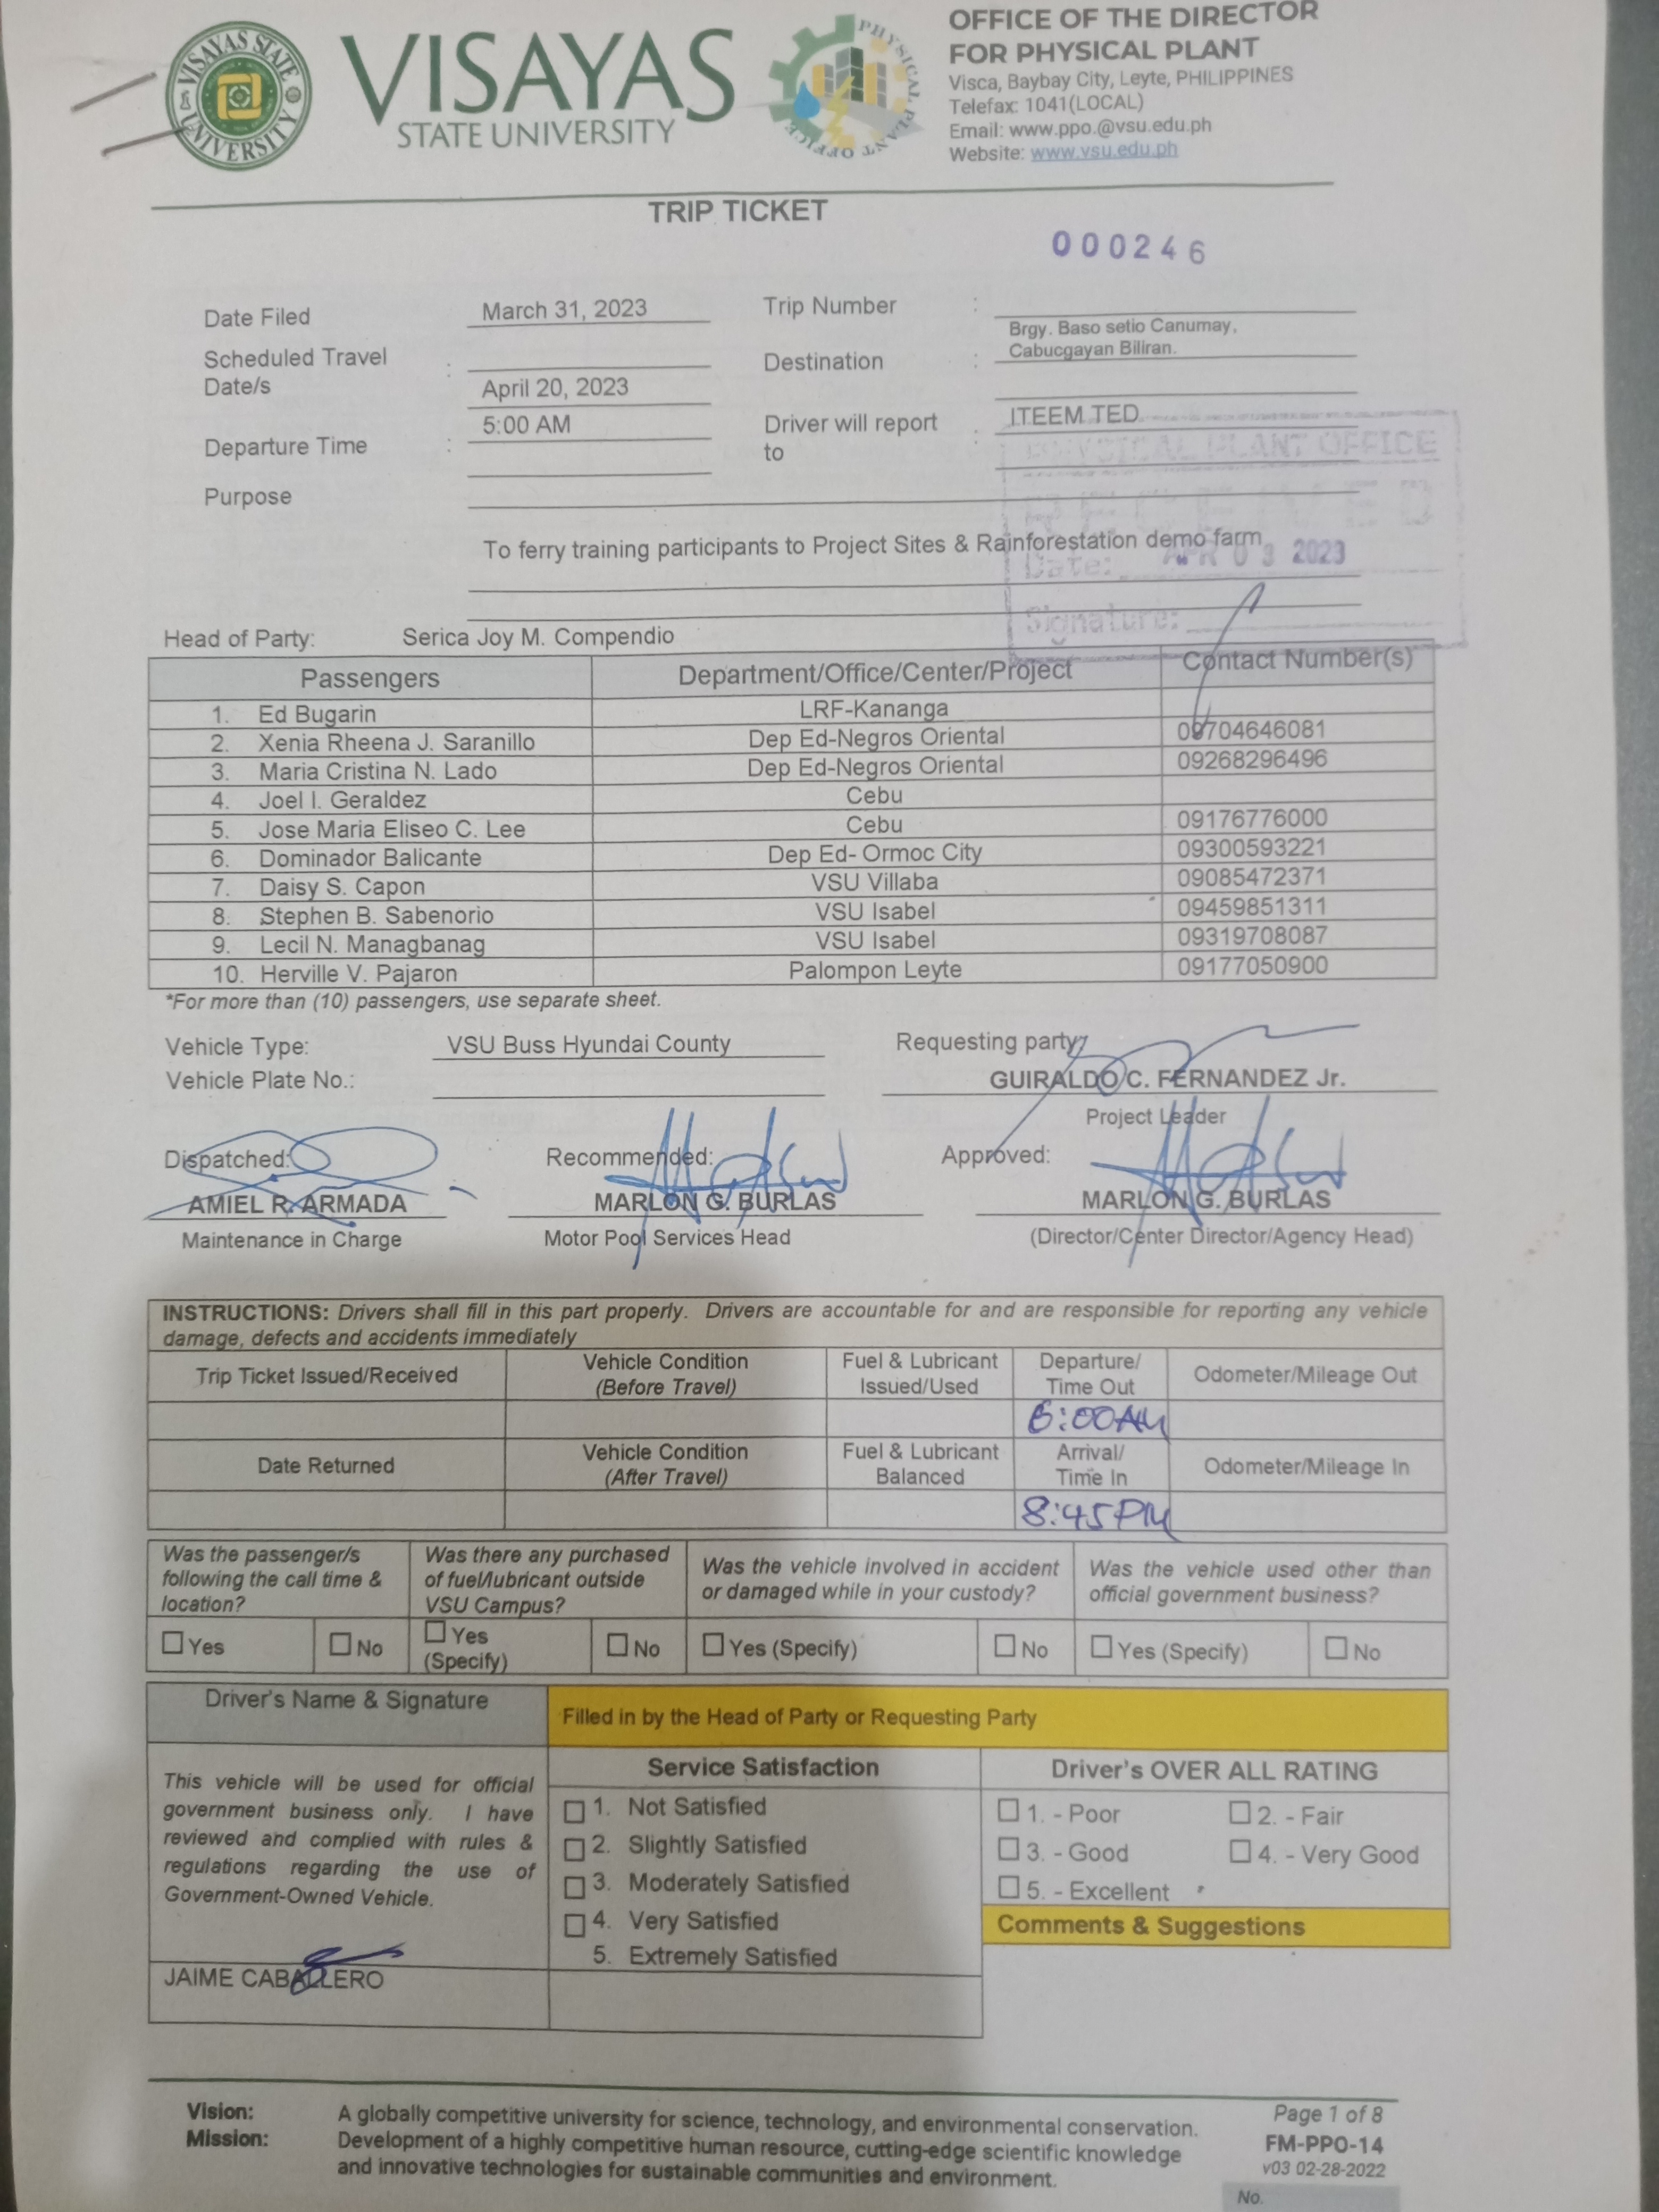 VISAYAS STATE UNIVERSITY
VISAYAS
STATE UNIVERSITY
PHYSICAL PLANT OFFICE
OFFICE OF THE DIRECTOR
FOR PHYSICAL PLANT
Visca, Baybay City, Leyte, PHILIPPINES
Telefax: 1041(LOCAL)
Email: www.ppo.@vsu.edu.ph
Website: www.vsu.edu.ph
TRIP TICKET
000246
Date Filed March 31, 2023 Trip Number :
Scheduled Travel Date/s : April 20, 2023 Destination : Brgy. Baso setio Canumay,
Cabucgayan Biliran.
Departure Time : 5:00 AM Driver will report to : ITEEM TED
PHYSICAL PLANT OFFICE
RECEIVED
Date: APR 03 2023
Signature:
Purpose
To ferry training participants to Project Sites & Rainforestation demo farm
Head of Party: Serica Joy M. Compendio
Passengers Department/Office/Center/Project Contact Number(s)
1. Ed Bugarin LRF-Kananga
2. Xenia Rheena J. Saranillo Dep Ed-Negros Oriental 09704646081
3. Maria Cristina N. Lado Dep Ed-Negros Oriental 09268296496
4. Joel I. Geraldez Cebu
5. Jose Maria Eliseo C. Lee Cebu 09176776000
6. Dominador Balicante Dep Ed- Ormoc City 09300593221
7. Daisy S. Capon VSU Villaba 09085472371
8. Stephen B. Sabenorio VSU Isabel 09459851311
9. Lecil N. Managbanag VSU Isabel 09319708087
10. Herville V. Pajaron Palompon Leyte 09177050900
*For more than (10) passengers, use separate sheet.
Vehicle Type: VSU Buss Hyundai County Requesting party:
Vehicle Plate No.: GUIRALDO C. FERNANDEZ Jr.
Project Leader
Dispatched: Recommended: Approved:
AMIEL R. ARMADA MARLON G. BURLAS MARLON G. BURLAS
Maintenance in Charge Motor Pool Services Head (Director/Center Director/Agency Head)
INSTRUCTIONS: Drivers shall fill in this part properly. Drivers are accountable for and are responsible for reporting any vehicle
damage, defects and accidents immediately
Trip Ticket Issued/Received Vehicle Condition (Before Travel) Fuel & Lubricant Issued/Used Departure/ Time Out Odometer/Mileage Out
6:00AM
Date Returned Vehicle Condition (After Travel) Fuel & Lubricant Balanced Arrival/ Time In Odometer/Mileage In
8:45PM
Was the passenger/s following the call time & location? Was there any purchased of fuel/lubricant outside VSU Campus? Was the vehicle involved in accident or damaged while in your custody? Was the vehicle used other than official government business?
Yes No Yes (Specify) No Yes (Specify) No Yes (Specify) No
Driver's Name & Signature Filled in by the Head of Party or Requesting Party
This vehicle will be used for official
government business only. I have
reviewed and complied with rules &
regulations regarding the use of
Government-Owned Vehicle.
JAIME CABALLERO
Service Satisfaction
1. Not Satisfied
2. Slightly Satisfied
3. Moderately Satisfied
4. Very Satisfied
5. Extremely Satisfied
Driver's OVER ALL RATING
1. - Poor 2. - Fair
3. - Good 4. - Very Good
5. - Excellent
Comments & Suggestions
Vision: A globally competitive university for science, technology, and environmental conservation.
Mission: Development of a highly competitive human resource, cutting-edge scientific knowledge
and innovative technologies for sustainable communities and environment.
Page 1 of 8
FM-PPO-14
v03 02-28-2022
No.